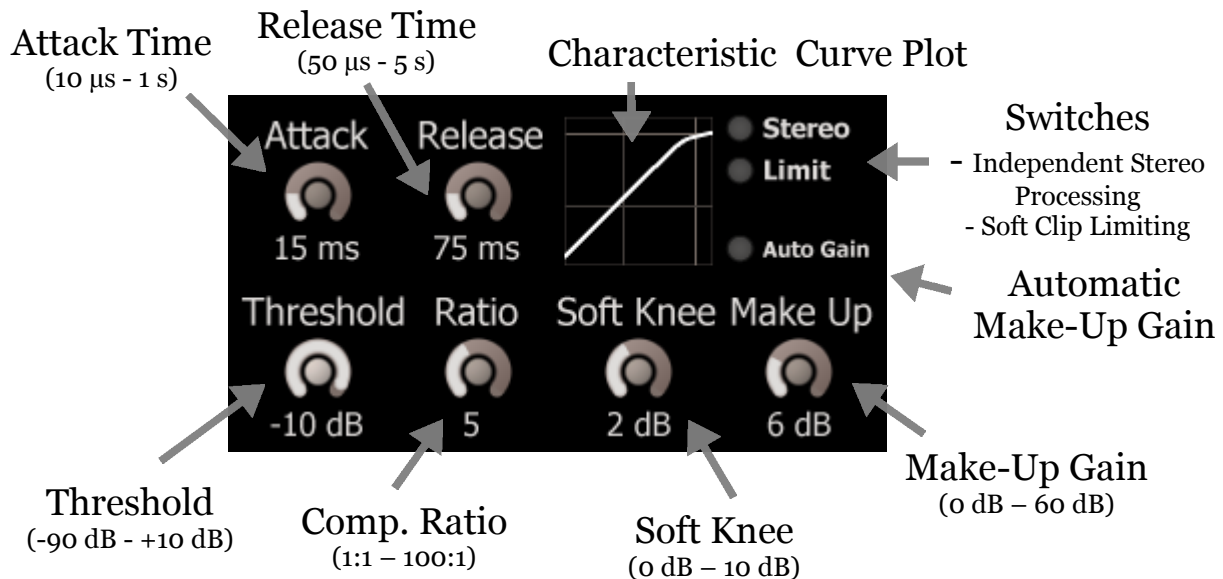 Attack Time
(10 µs - 1 s)
Release Time
(50 µs - 5 s)
Characteristic Curve Plot
Switches
- Independent Stereo
Processing
- Soft Clip Limiting
Automatic
Make-Up Gain
Attack
Release
Stereo
Limit
15 ms
75 ms
Auto Gain
Threshold
Ratio
Soft Knee
Make Up
-10 dB
5
2 dB
6 dB
Threshold
(-90 dB - +10 dB)
Comp. Ratio
(1:1 – 100:1)
Soft Knee
(0 dB – 10 dB)
Make-Up Gain
(0 dB – 60 dB)